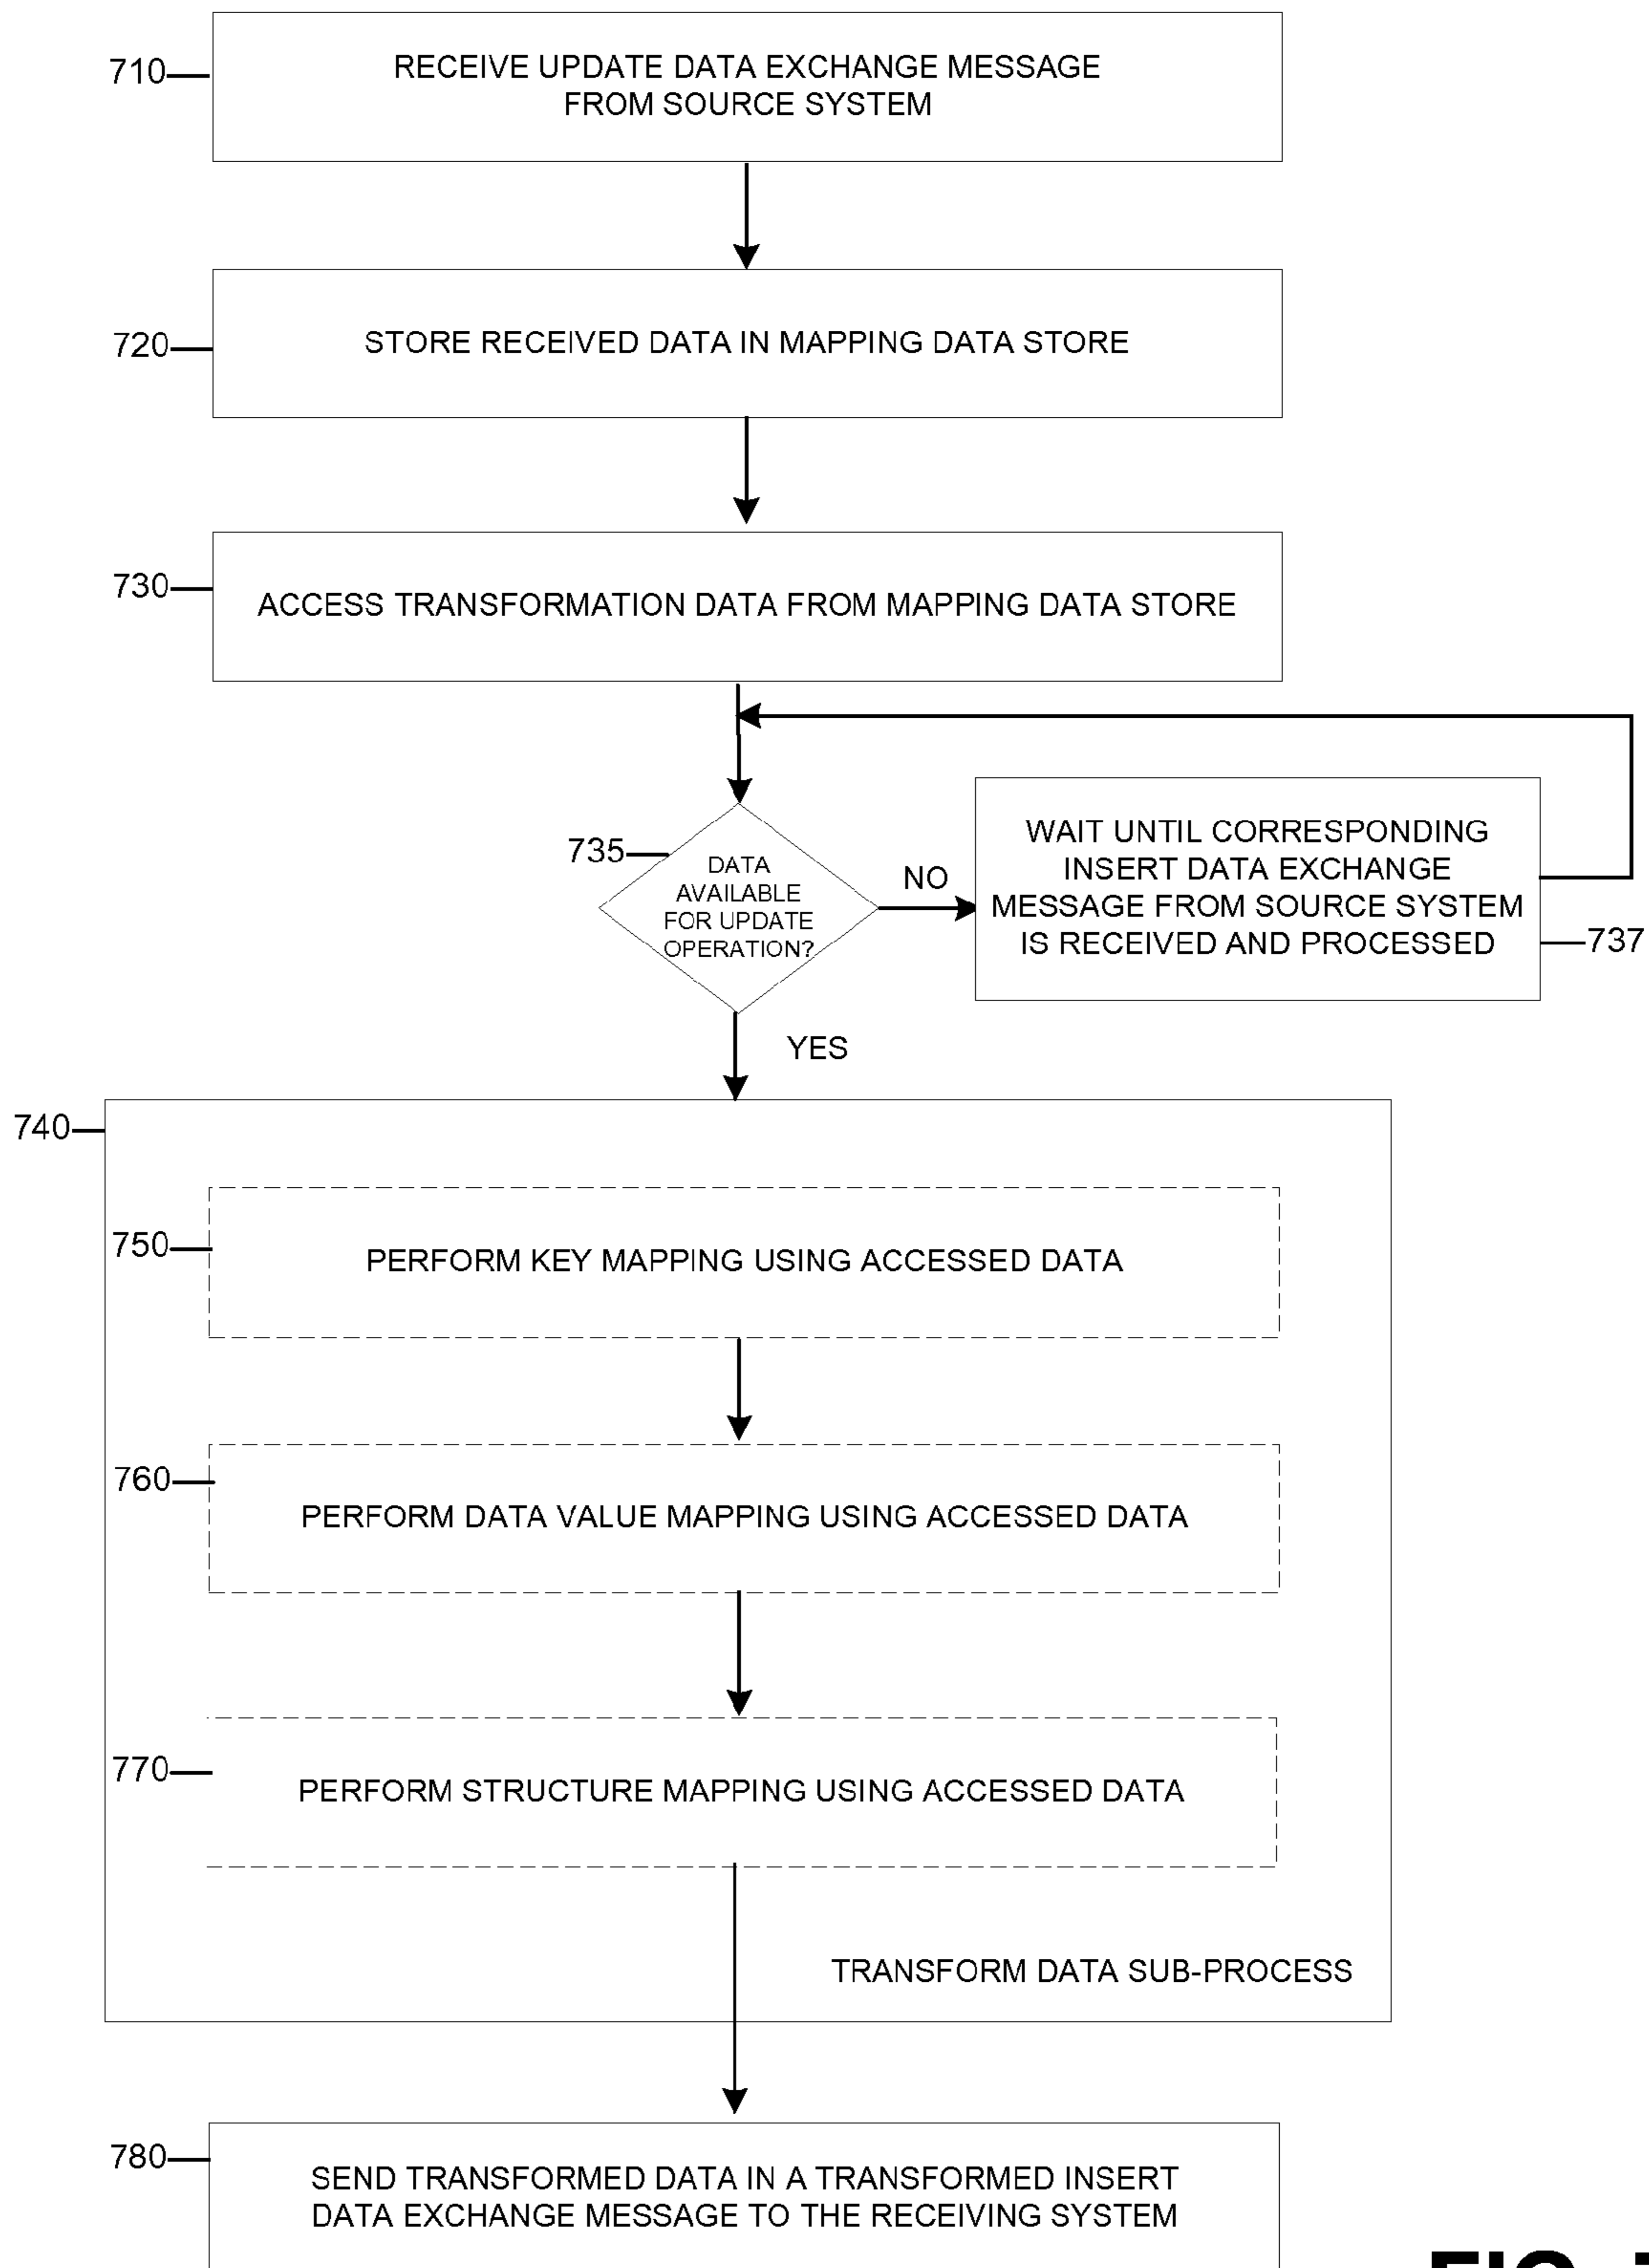 710
RECEIVE UPDATE DATA EXCHANGE MESSAGE
FROM SOURCE SYSTEM
720
STORE RECEIVED DATA IN MAPPING DATA STORE
730
ACCESS TRANSFORMATION DATA FROM MAPPING DATA STORE
735
DATA
AVAILABLE
FOR UPDATE
OPERATION?
NO
WAIT UNTIL CORRESPONDING
INSERT DATA EXCHANGE
MESSAGE FROM SOURCE SYSTEM
IS RECEIVED AND PROCESSED
737
YES
740
750
PERFORM KEY MAPPING USING ACCESSED DATA
760
PERFORM DATA VALUE MAPPING USING ACCESSED DATA
770
PERFORM STRUCTURE MAPPING USING ACCESSED DATA
TRANSFORM DATA SUB-PROCESS
780
SEND TRANSFORMED DATA IN A TRANSFORMED INSERT
DATA EXCHANGE MESSAGE TO THE RECEIVING SYSTEM